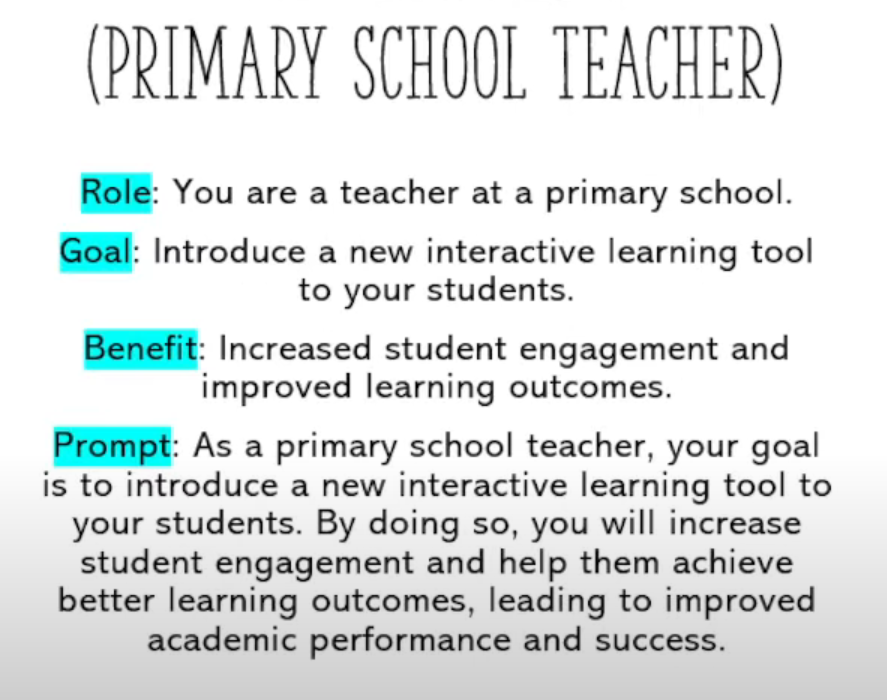 (PRIMARY SCHOOL TEACHER)
Role: You are a teacher at a primary school.
Goal: Introduce a new interactive learning tool
to your students.
Benefit: Increased student engagement and
improved learning outcomes.
Prompt: As a primary school teacher, your goal
is to introduce a new interactive learning tool to
your students. By doing so, you will increase
student engagement and help them achieve
better learning outcomes, leading to improved
academic performance and success.